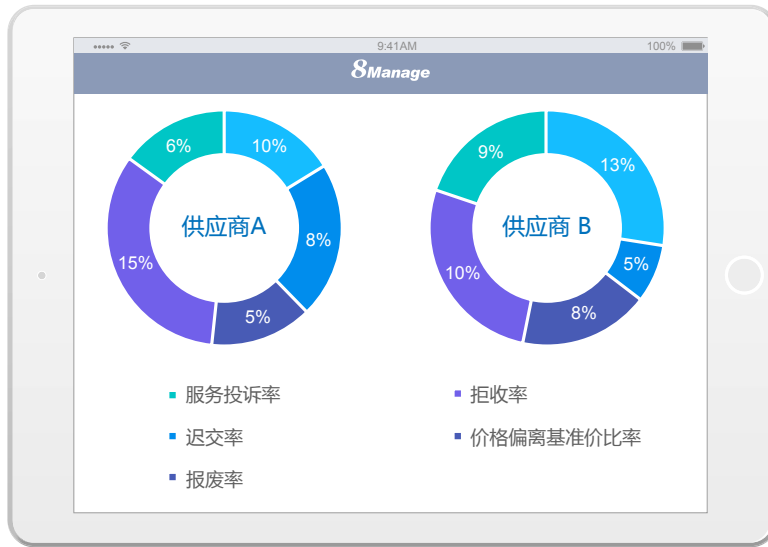 9:41AM
100%
8Manage
6%
10%
15%
8%
5%
供应商A
9%
13%
10%
5%
8%
供应商 B
服务投诉率
拒收率
迟交率
价格偏离基准价比率
报废率